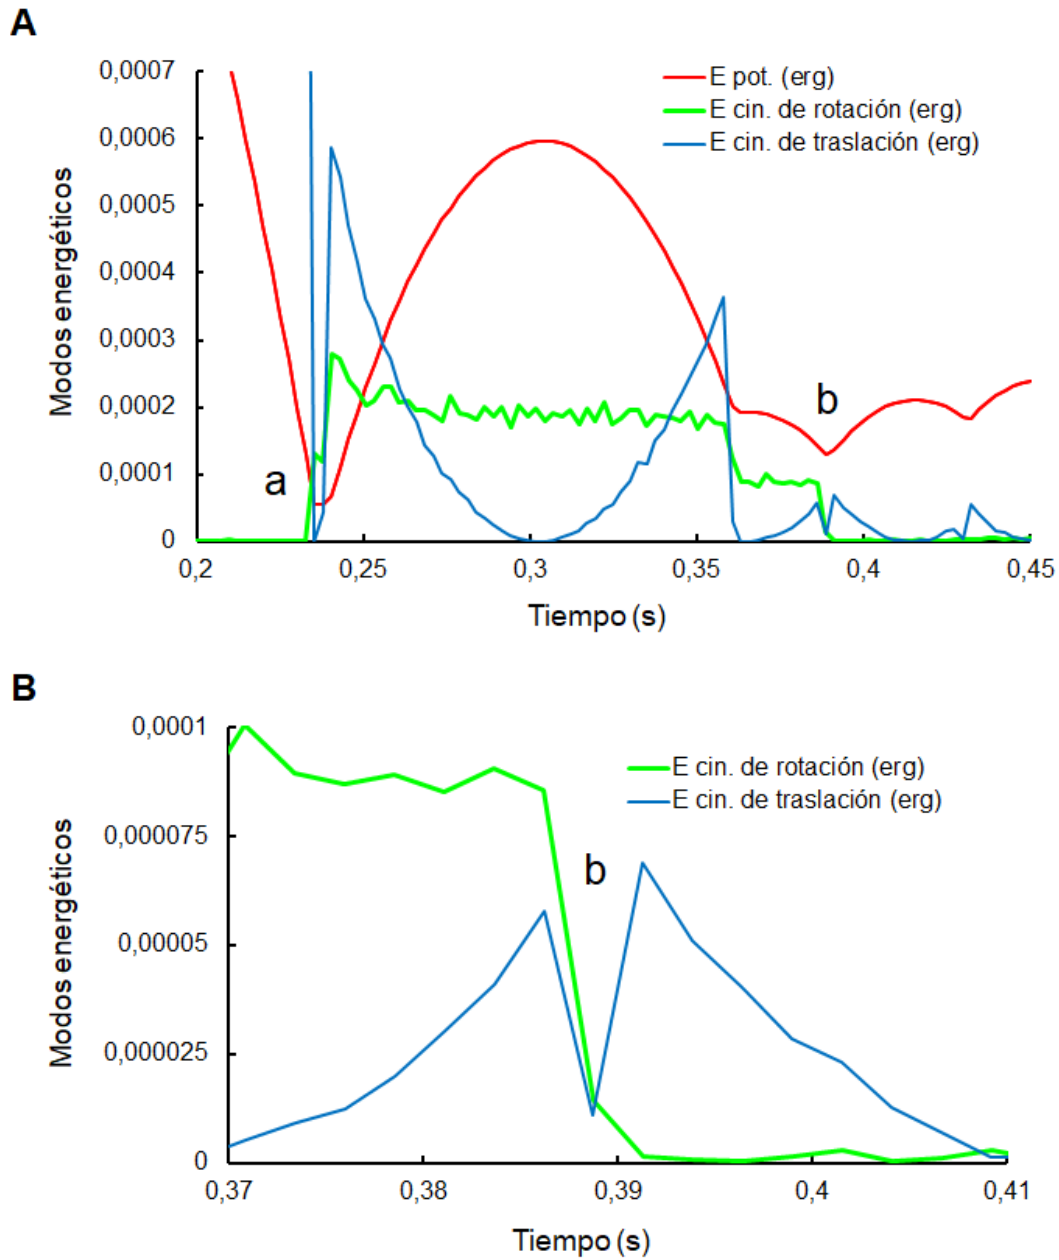 A
Modos energéticos
0,0007
0,0006
0,0005
0,0004
0,0003
0,0002
0,0001
0
E pot. (erg)
E cin. de rotación (erg)
E cin. de traslación (erg)
a
b
0,2 0,25 0,3 0,35 0,4 0,45
Tiempo (s)
B
Modos energéticos
0,0001
0,000075
0,00005
0,000025
0
E cin. de rotación (erg)
E cin. de traslación (erg)
b
0,37 0,38 0,39 0,4 0,41
Tiempo (s)